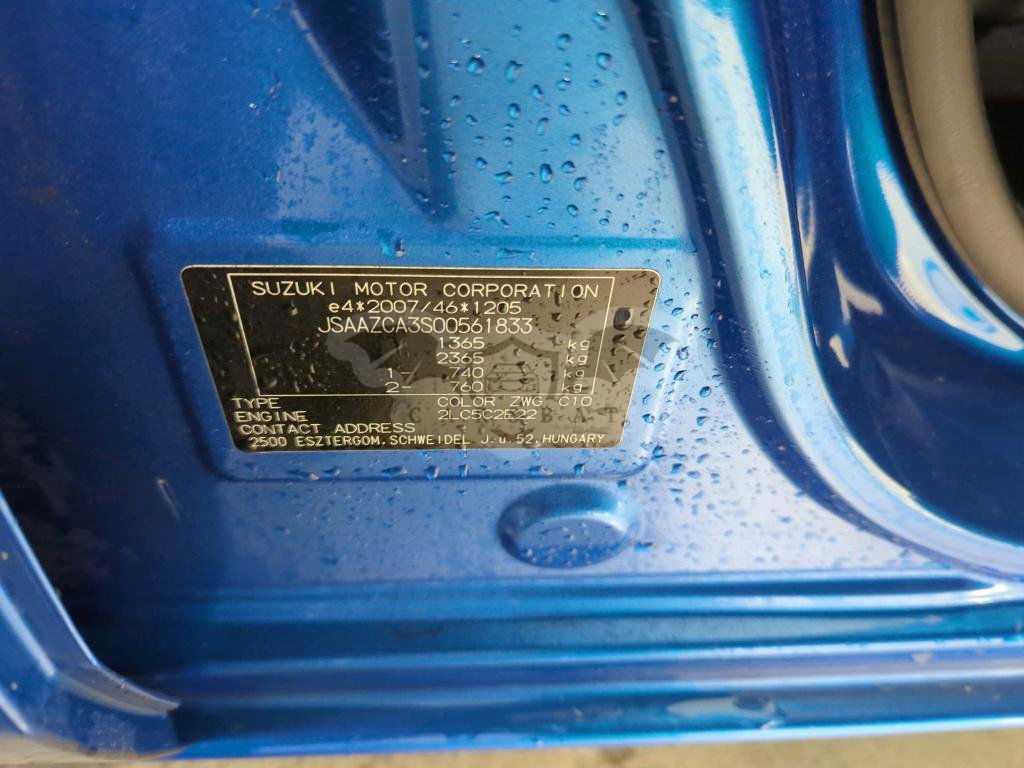 SUZUKI MOTOR CORPORATION
e4*2007/46*1205
JSAAZCA3S00561833
1365 kg
2365 kg
1- 740 kg
2- 760 kg
TYPE COLOR ZWG C10
ENGINE 2LC5C2E22
CONTACT ADDRESS
2500 ESZTERGOM.SCHWEIDEL J.u.52.HUNGARY